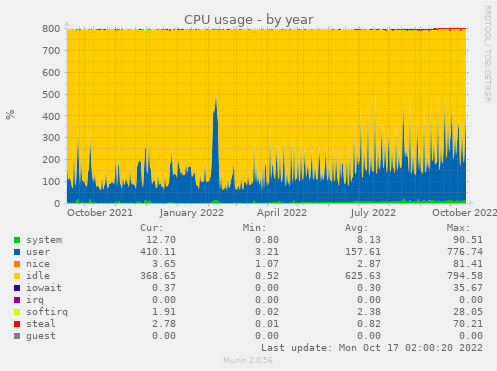 CPU usage - by year
RRDTOOL / TOBI OETIKER
%
800
700
600
500
400
300
200
100
0
October 2021 January 2022 April 2022 July 2022 October 2022
Cur: Min: Avg: Max:
system 12.70 0.80 8.13 90.51
user 410.11 3.21 157.61 776.74
nice 3.65 1.07 2.87 81.41
idle 368.65 0.52 625.63 794.58
iowait 0.37 0.00 0.30 35.67
irq 0.00 0.00 0.00 0.00
softirq 1.91 0.02 2.38 28.05
steal 2.78 0.01 0.82 70.21
guest 0.00 0.00 0.00 0.00
Last update: Mon Oct 17 02:00:20 2022
Munin 2.0.56